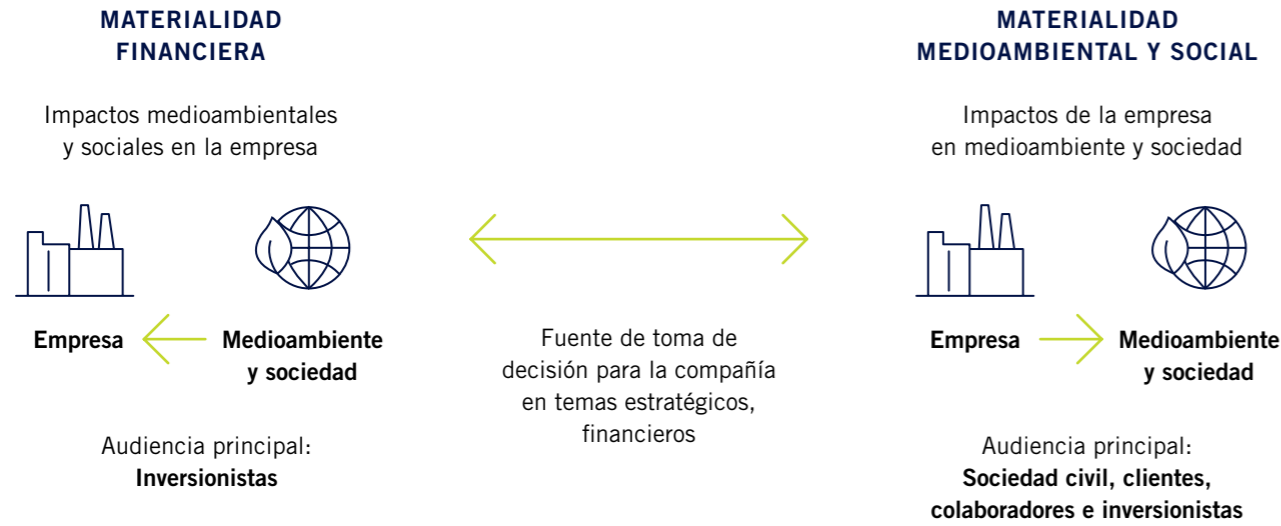 MATERIALIDAD
FINANCIERA
Impactos medioambientales
y sociales en la empresa
Empresa
Medioambiente
y sociedad
Audiencia principal:
Inversionistas
Fuente de toma de
decisión para la compañía
en temas estratégicos,
financieros
MATERIALIDAD
MEDIOAMBIENTAL Y SOCIAL
Impactos de la empresa
en medioambiente y sociedad
Empresa
Medioambiente
y sociedad
Audiencia principal:
Sociedad civil, clientes,
colaboradores e inversionistas